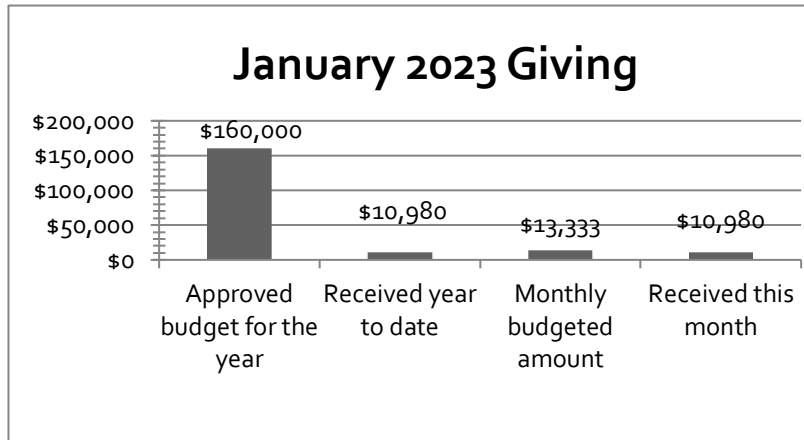 January 2023 Giving
$200,000
$150,000
$100,000
$50,000
$0
$160,000
$10,980
$13,333
$10,980
Approved
budget for the
year
Received year
to date
Monthly
budgeted
amount
Received this
month